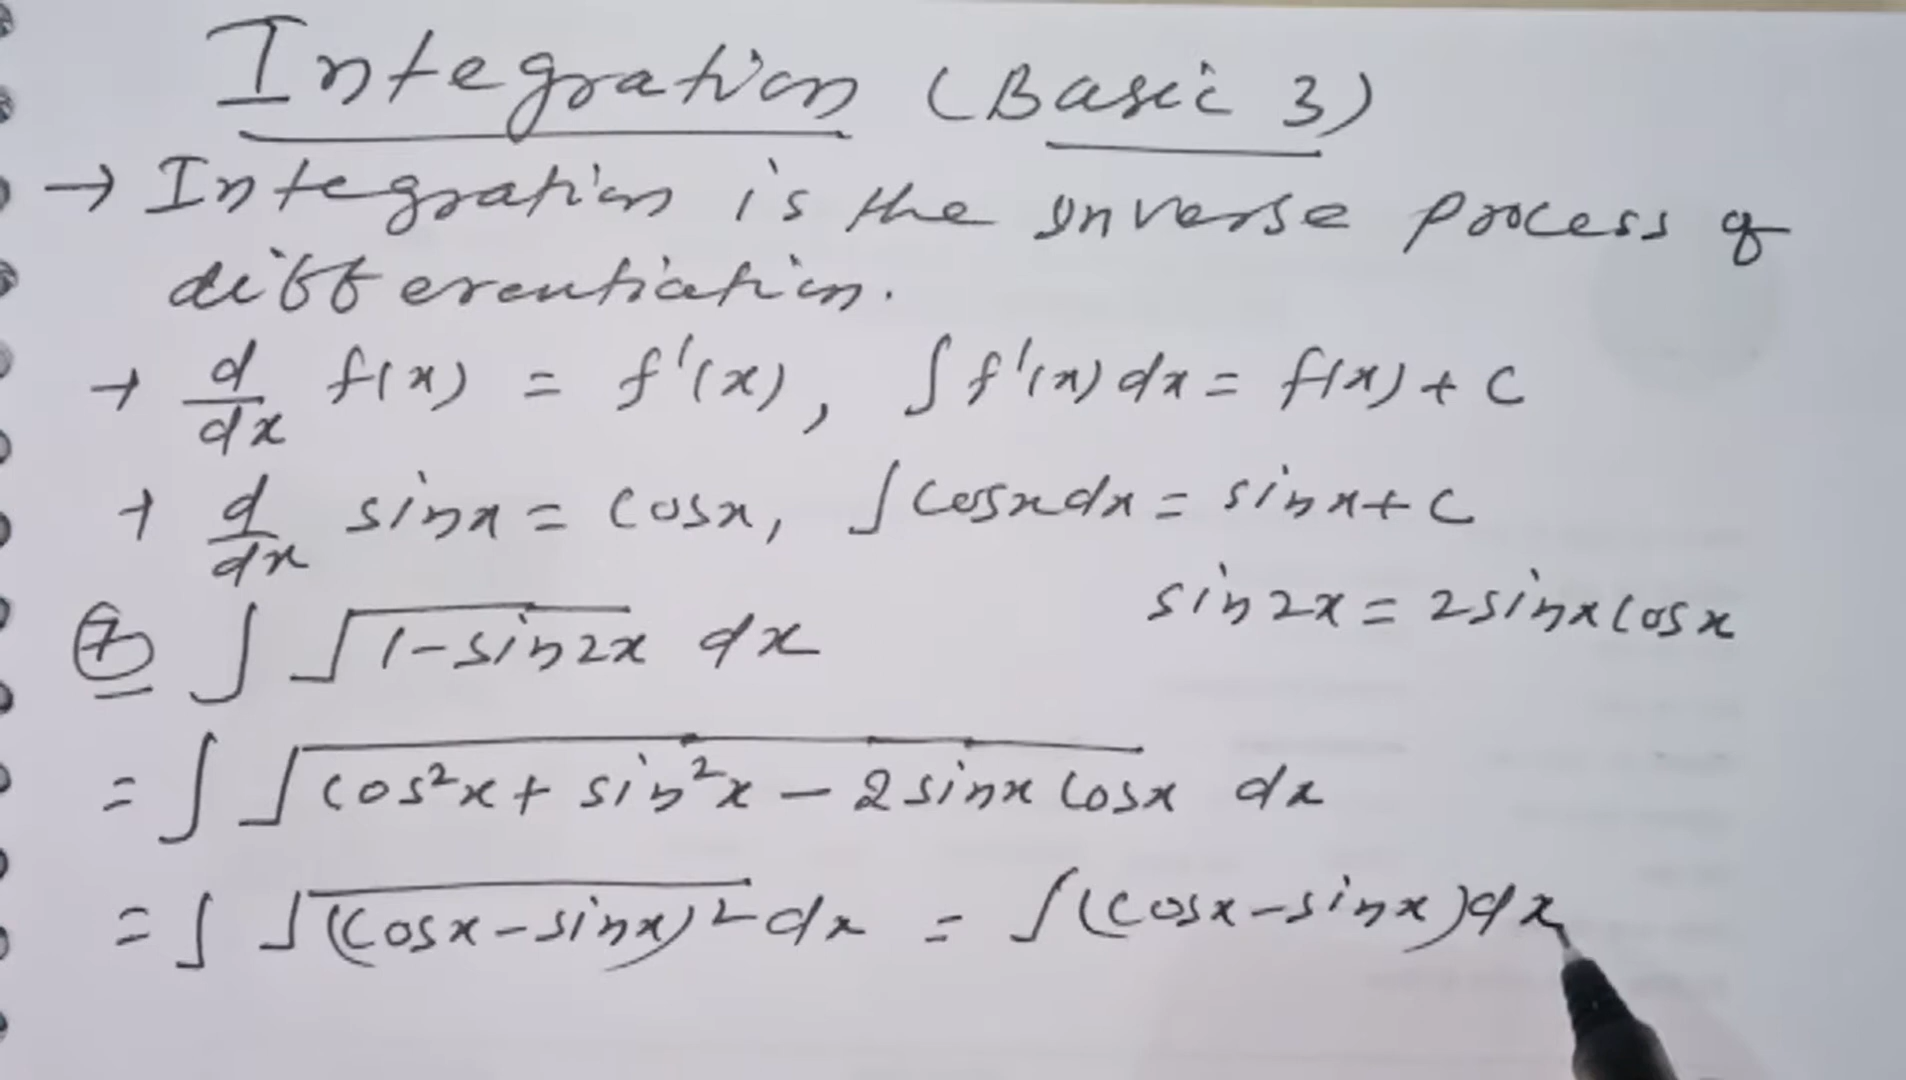 Integration (Basic 3)
→ Integration is the inverse process of
differentiation.
→ d/dx f(x) = f'(x), ∫ f'(x) dx = f(x) + c
→ d/dx sinx = cosx, ∫ cosx dx = sinx + c
sin2x = 2sinx cosx
⑦ ∫ √(1-sin2x) dx
= ∫ √(cos²x + sin²x - 2sinx cosx) dx
= ∫ √((cosx - sinx)²) dx = ∫ (cosx - sinx) dx